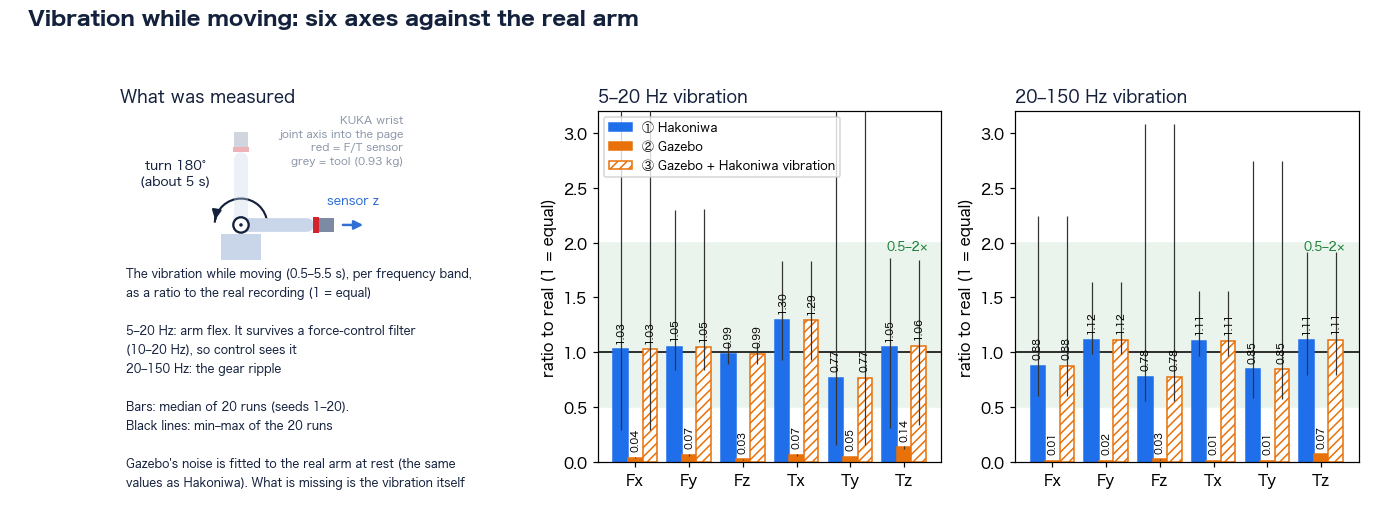 Vibration while moving: six axes against the real arm
What was measured
KUKA wrist
joint axis into the page
red = F/T sensor
grey = tool (0.93 kg)
turn 180°
(about 5 s)
sensor z
The vibration while moving (0.5–5.5 s), per frequency band,
as a ratio to the real recording (1 = equal)
5–20 Hz: arm flex. It survives a force-control filter
(10–20 Hz), so control sees it
20–150 Hz: the gear ripple
Bars: median of 20 runs (seeds 1–20).
Black lines: min–max of the 20 runs
Gazebo's noise is fitted to the real arm at rest (the same
values as Hakoniwa). What is missing is the vibration itself
5–20 Hz vibration
ratio to real (1 = equal)
3.0
2.5
2.0
1.5
1.0
0.5
0.0
① Hakoniwa
② Gazebo
③ Gazebo + Hakoniwa vibration
0.5–2×
1.03
0.04
1.03
1.05
0.07
1.05
0.99
0.03
0.99
1.30
0.07
1.29
0.77
0.05
0.77
1.05
0.14
1.06
Fx
Fy
Fz
Tx
Ty
Tz
20–150 Hz vibration
ratio to real (1 = equal)
3.0
2.5
2.0
1.5
1.0
0.5
0.0
0.5–2×
0.88
0.01
0.88
1.12
0.02
1.12
0.78
0.03
0.78
1.11
0.01
1.11
0.85
0.01
0.85
1.11
0.07
1.11
Fx
Fy
Fz
Tx
Ty
Tz